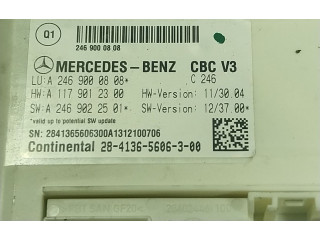 Q1
246 900 08 08
MERCEDES-BENZ CBC V3
LU:A 246 900 08 08* C 246
HW:A 117 901 23 00 HW-Version: 11/30.04
SW:A 246 902 25 01* SW-Version: 12/37.00*
*valid up to potential SW update
SN: 2841365606300A1312100706
Continental 28-4136-5606-3-00